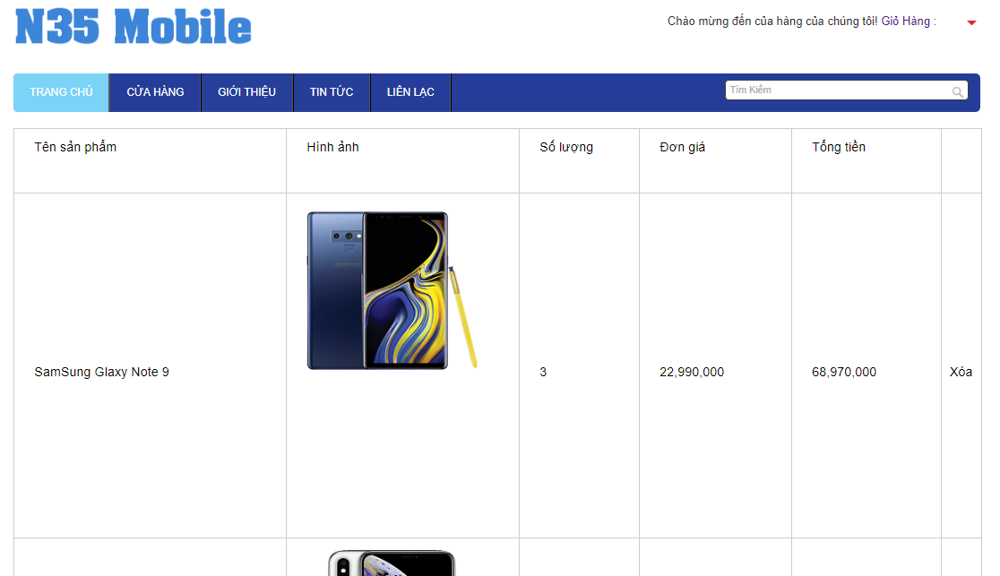 N35 Mobile
Chào mừng đến của hàng của chúng tôi! Giỏ Hàng :
TRANG CHỦ CỬA HÀNG GIỚI THIỆU TIN TỨC LIÊN LẠC
Tìm Kiếm
Tên sản phẩm Hình ảnh Số lượng Đơn giá Tổng tiền
SAMSUNG
SamSung Glaxy Note 9 3 22,990,000 68,970,000 Xóa